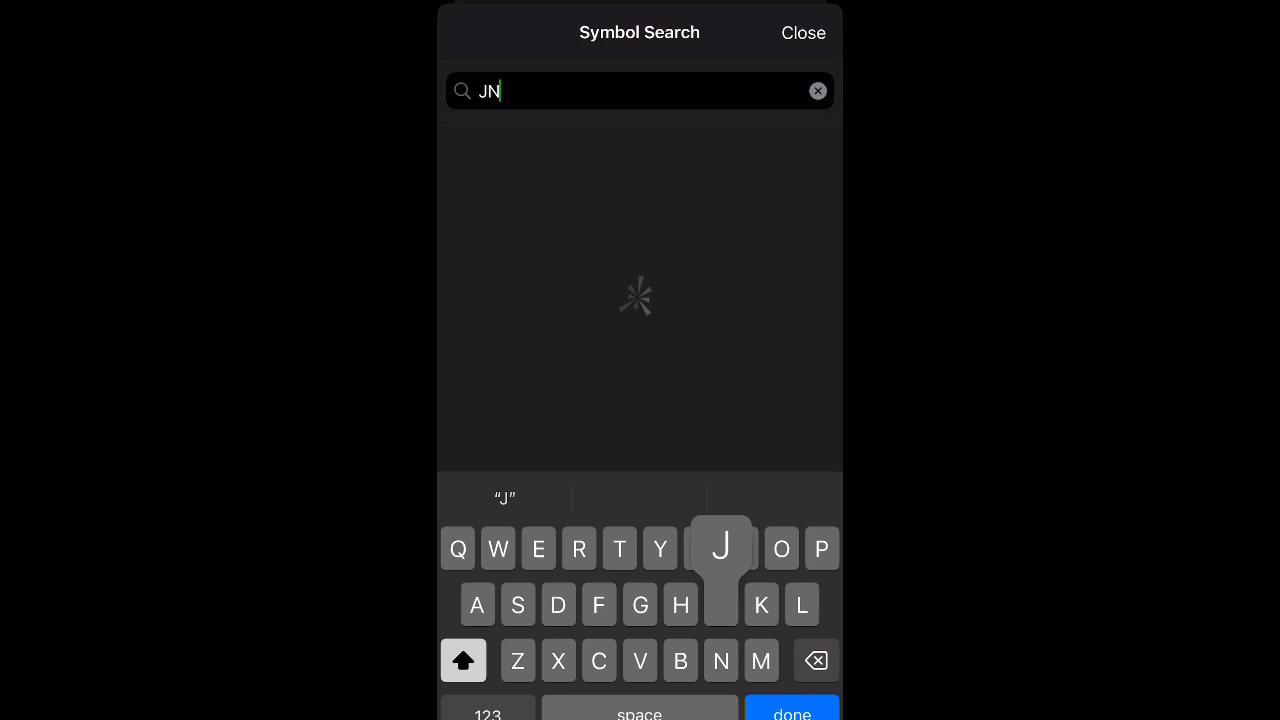 Symbol Search
Close
JN
“J”
Q W E R T Y J O P
A S D F G H K L
Z X C V B N M
123
space
done